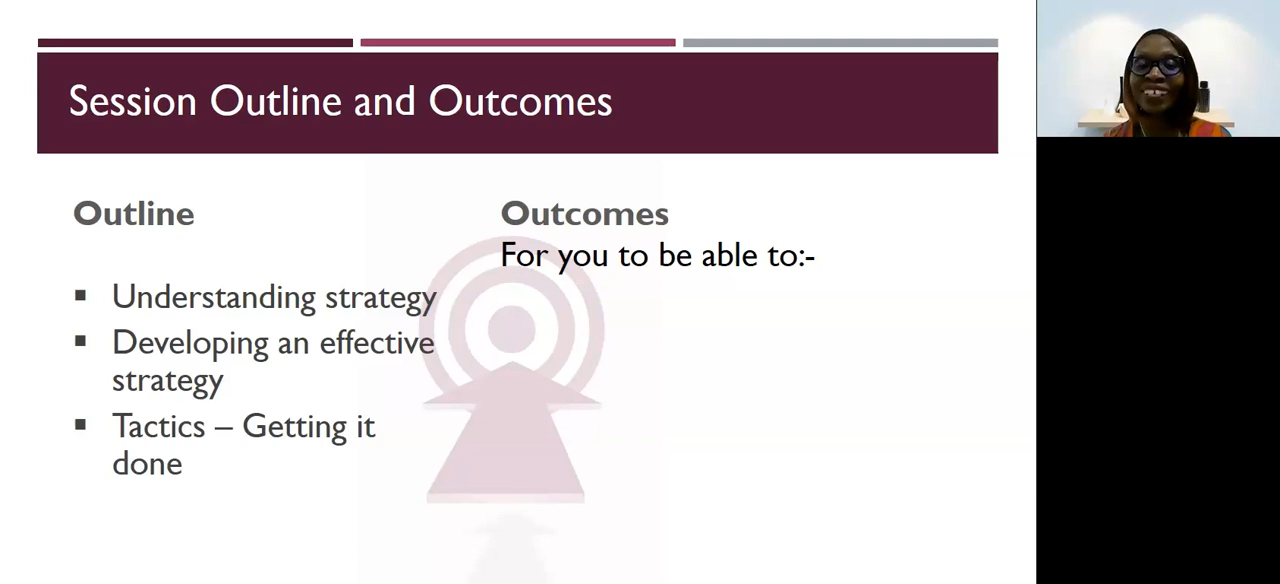 Session Outline and Outcomes
Outline
▪ Understanding strategy
▪ Developing an effective
strategy
▪ Tactics – Getting it
done
Outcomes
For you to be able to:-